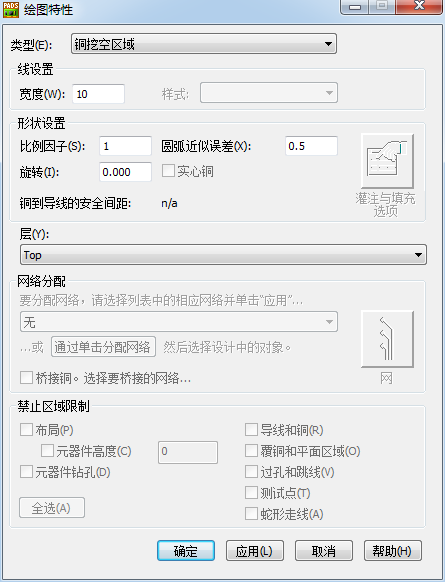 PADS 绘图特性
类型(E): 铜挖空区域
线设置
宽度(W): 10 样式:
形状设置
比例因子(S): 1 圆弧近似误差(X): 0.5
旋转(I): 0.000 实心铜
灌注与填充
选项
铜到导线的安全间距: n/a
层(Y):
Top
网络分配
要分配网络，请选择列表中的相应网络并单击“应用”...
无
...或 通过单击分配网络 然后选择设计中的对象。
网
桥接铜。选择要桥接的网络...
禁止区域限制
布局(P) 导线和铜(R)
元器件高度(C) 0 覆铜和平面区域(O)
元器件钻孔(D) 过孔和跳线(V)
测试点(T)
全选(A) 蛇形走线(A)
确定 应用(L) 取消 帮助(H)